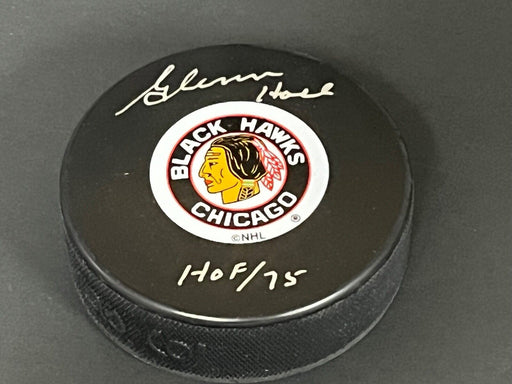 Glenn Hall
BLACK HAWKS
CHICAGO
®
©NHL
HOF/75